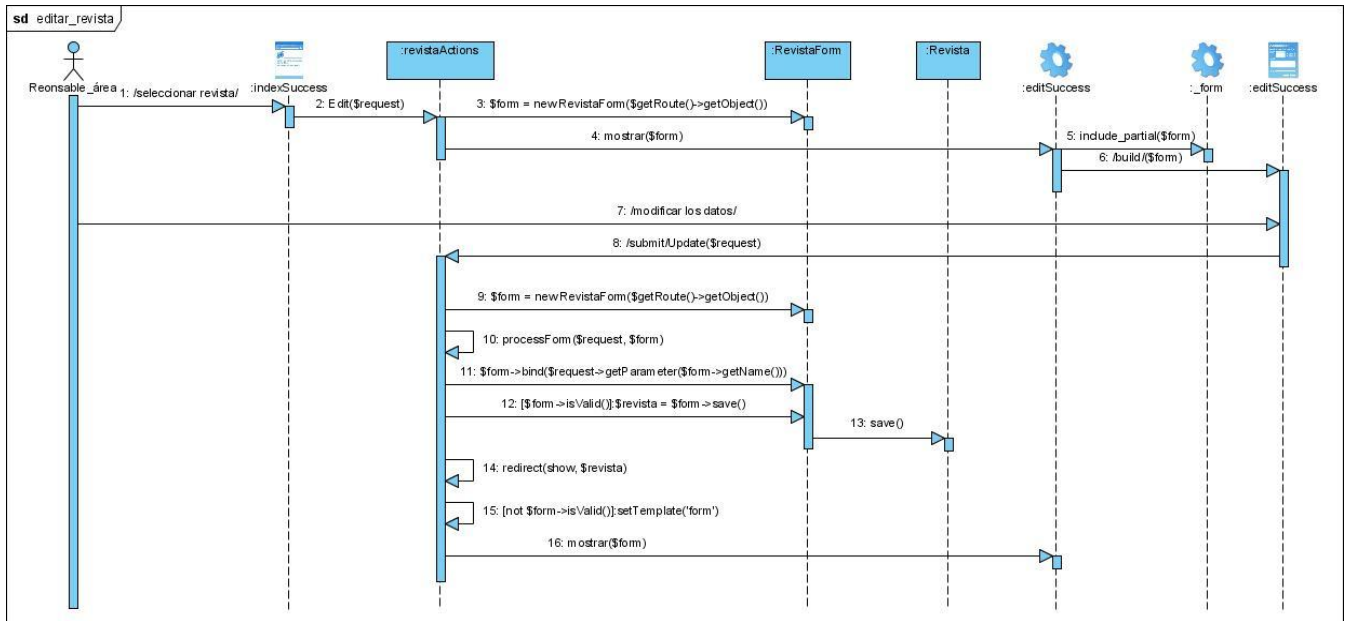 sd editar_revista
:revistaActions
:RevistaForm
:Revista
Reonsable_área
:indexSuccess
:editSuccess
:_form
:editSuccess
1: /seleccionar revista/
2: Edit($request)
3: $form = newRevistaForm($getRoute()->getObject())
4: mostrar($form)
5: include_partial($form)
6: /build/($form)
7: /modificar los datos/
8: /submit/Update($request)
9: $form = newRevistaForm($getRoute()->getObject())
10: processForm($request, $form)
11: $form->bind($request->getParameter($form->getName()))
12: [$form->isValid()]:$revista = $form->save()
13: save()
14: redirect(show, $revista)
15: [not $form->isValid()]:setTemplate('form')
16: mostrar($form)